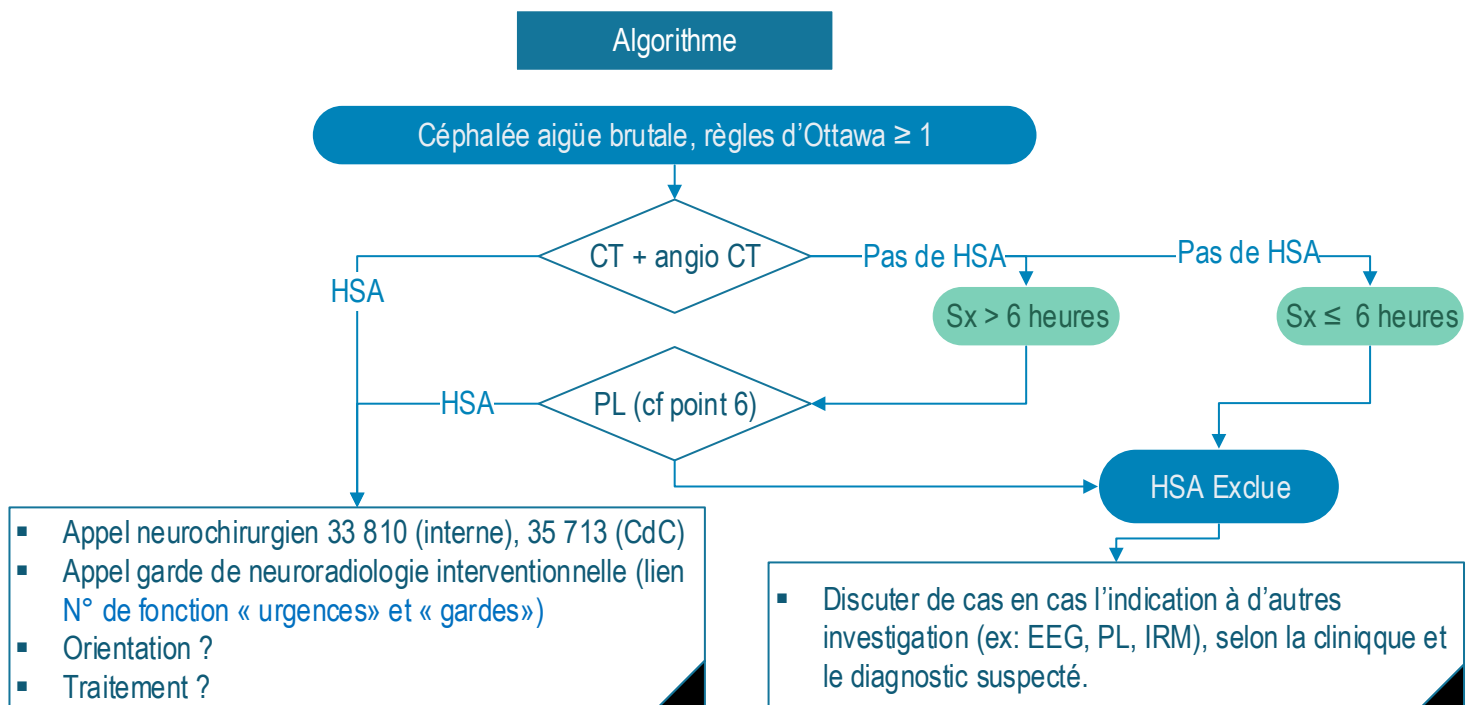 Algorithme
Céphalée aigüe brutale, règles d’Ottawa ≥ 1
CT + angio CT
Pas de HSA
Pas de HSA
HSA
Sx > 6 heures
Sx ≤ 6 heures
HSA
PL (cf point 6)
HSA Exclue
▪ Appel neurochirurgien 33 810 (interne), 35 713 (CdC)
▪ Appel garde de neuroradiologie interventionnelle (lien
N° de fonction « urgences» et « gardes»)
▪ Orientation ?
▪ Traitement ?
▪ Discuter de cas en cas l’indication à d’autres
investigation (ex: EEG, PL, IRM), selon la cliniqque et
le diagnostic suspecté.